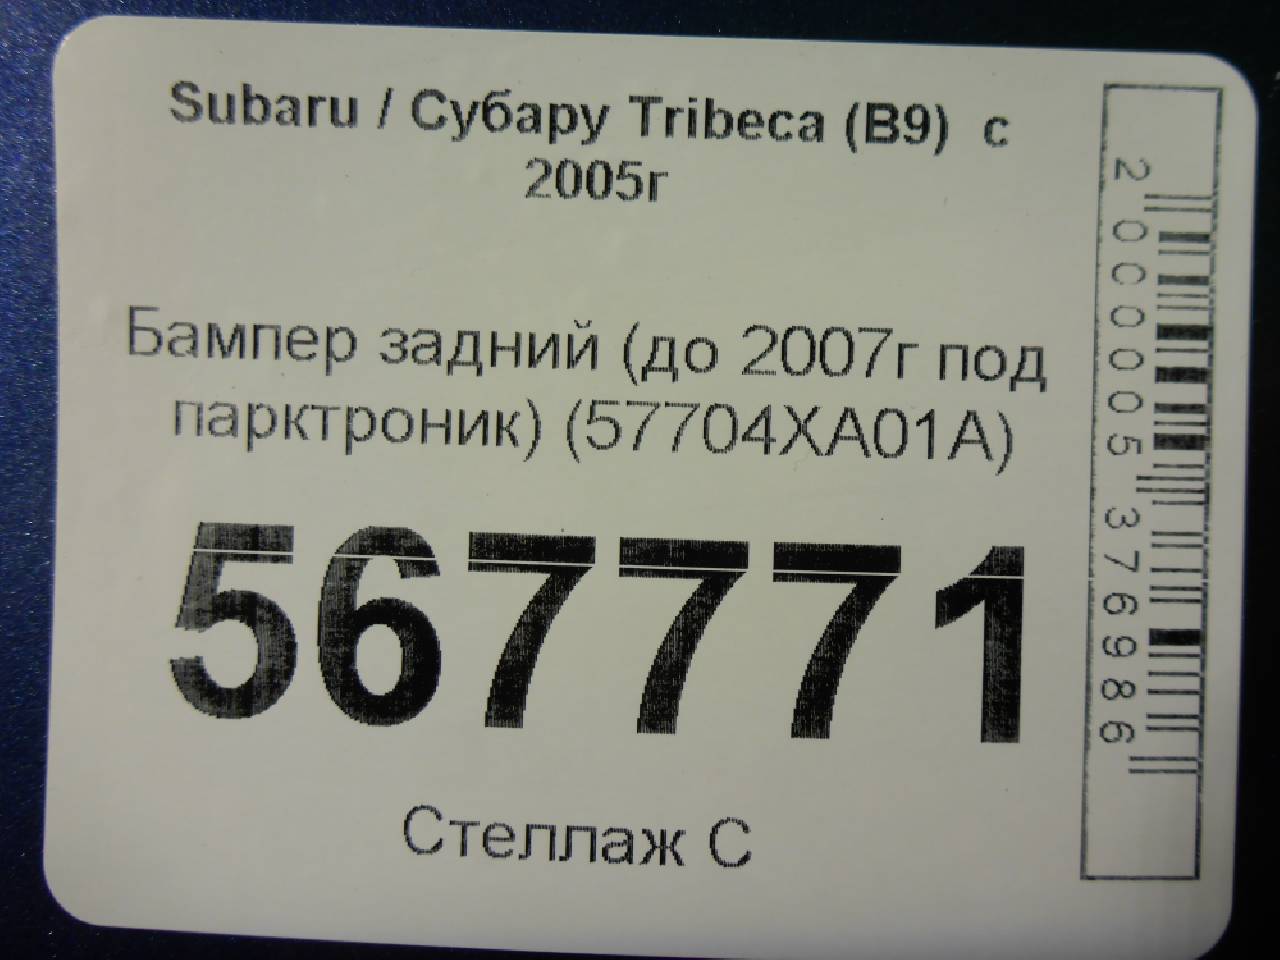 Subaru / Субару Tribeca (B9) с
2005г
Бампер задний (до 2007г под
парктроник) (57704XA01A)
567771
Стеллаж С
2000005376986